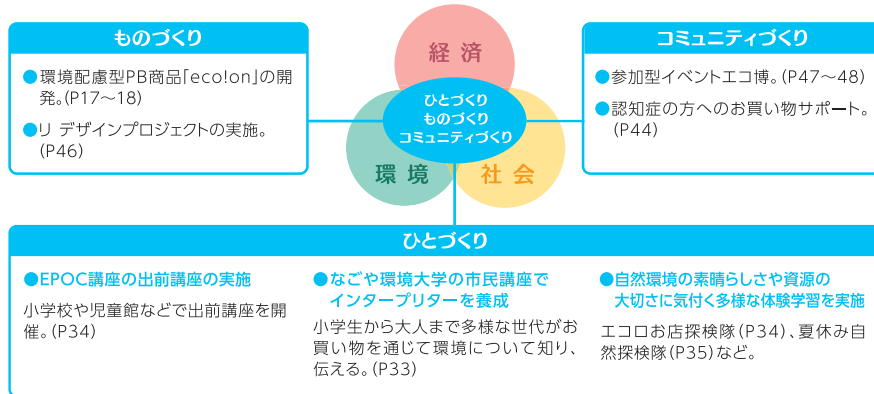 ものづくり
●環境配慮型PB商品｢eco!on｣の開
発。(P17〜18)
●リ デザインプロジェクトの実施。
(P46)
経済
ひとづくり
ものづくり
コミュニティづくり
環境
社会
コミュニティづくり
●参加型イベントエコ博。(P47〜48)
●認知症の方へのお買い物サポート。
(P44)
ひとづくり
●EPOC講座の出前講座の実施
小学校や児童館などで出前講座を開
催。(P34)
●なごや環境大学の市民講座で
インタープリターを養成
小学生から大人まで多様な世代がお
買い物を通じて環境について知り、
伝える。(P33)
●自然環境の素晴らしさや資源の
大切さに気付く多様な体験学習を実施
エコロお店探検隊(P34)、夏休み自
然探検隊(P35)など。